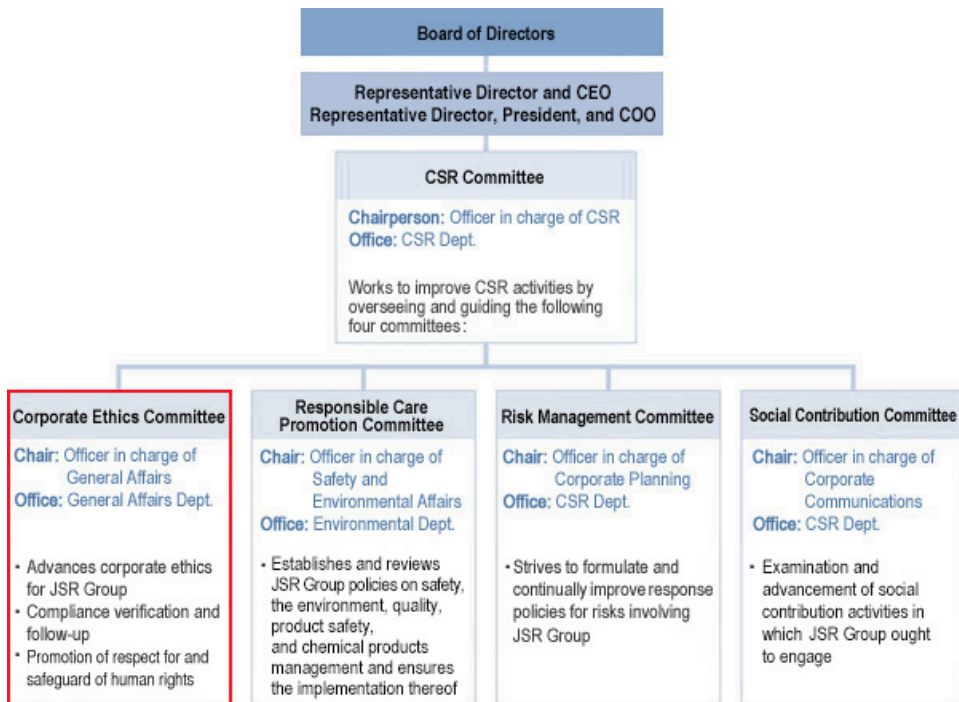 Board of Directors
Representative Director and CEO
Representative Director, President, and COO
CSR Committee
Chairperson: Officer in charge of CSR
Office: CSR Dept.
Works to improve CSR activities by
overseeing and guiding the following
four committees:
Corporate Ethics Committee
Chair: Officer in charge of
General Affairs
Office: General Affairs Dept.
• Advances corporate ethics
for JSR Group
• Compliance verification and
follow-up
• Promotion of respect for and
safeguard of human rights
Responsible Care
Promotion Committee
Chair: Officer in charge of
Safety and
Environmental Affairs
Office: Environmental Dept.
• Establishes and reviews
JSR Group policies on safety,
the environment, quality,
product safety,
and chemical products
management and ensures
the implementation thereof
Risk Management Committee
Chair: Officer in charge of
Corporate Planning
Office: CSR Dept.
• Strives to formulate and
continually improve response
policies for risks involving
JSR Group
Social Contribution Committee
Chair: Officer in charge of
Corporate
Communications
Office: CSR Dept.
• Examination and
advancement of social
contribution activities in
which JSR Group ought
to engage